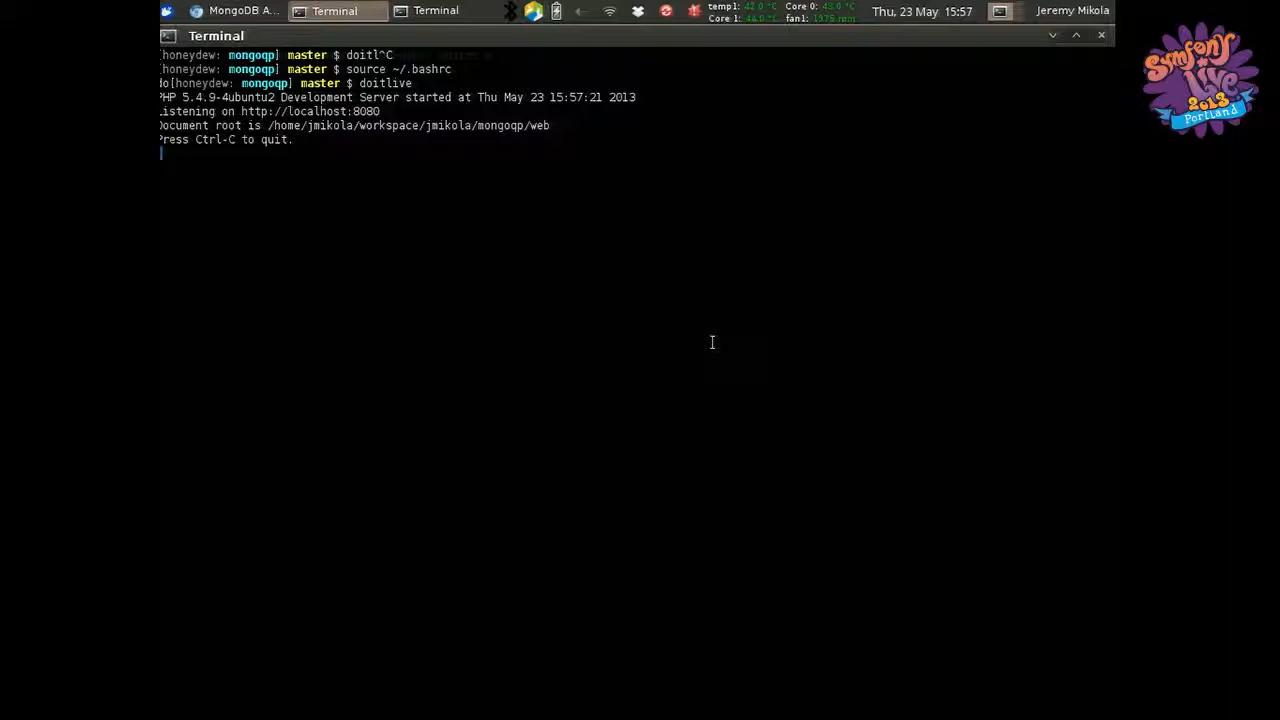 MongoDB A... Terminal Terminal temp1: 42.0 °C Core 0: 43.0 °C Thu, 23 May 15:57 Jeremy Mikola
Core 1: 44.0 °C fan1: 1975 rpm
Terminal
[honeydew: mongoqp] master $ doitl^C
[honeydew: mongoqp] master $ source ~/.bashrc
do[honeydew: mongoqp] master $ doitlive
PHP 5.4.9-4ubuntu2 Development Server started at Thu May 23 15:57:21 2013
Listening on http://localhost:8080
Document root is /home/jmikola/workspace/jmikola/mongoqp/web
Press Ctrl-C to quit.
Symfony
Live
2013
Portland